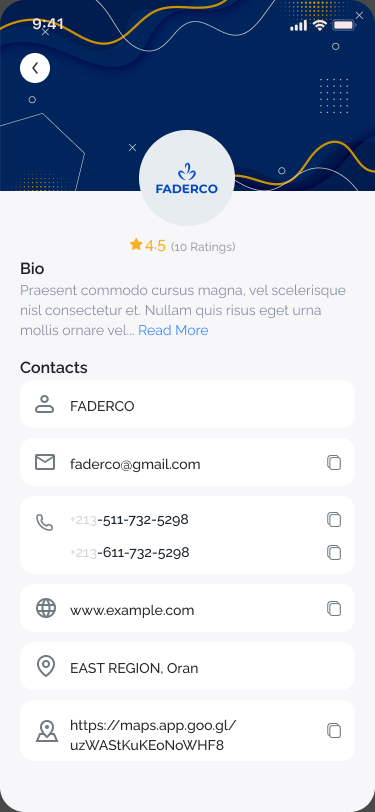 9:41
FADERCO
4.5 (10 Ratings)
Bio
Praesent commodo cursus magna, vel scelerisque
nisl consectetur et. Nullam quis risus eget urna
mollis ornare vel... Read More
Contacts
FADERCO
faderco@gmail.com
+213-511-732-5298
+213-611-732-5298
www.example.com
EAST REGION, Oran
https://maps.app.goo.gl/
uzWAStKuKEoNoWHF8